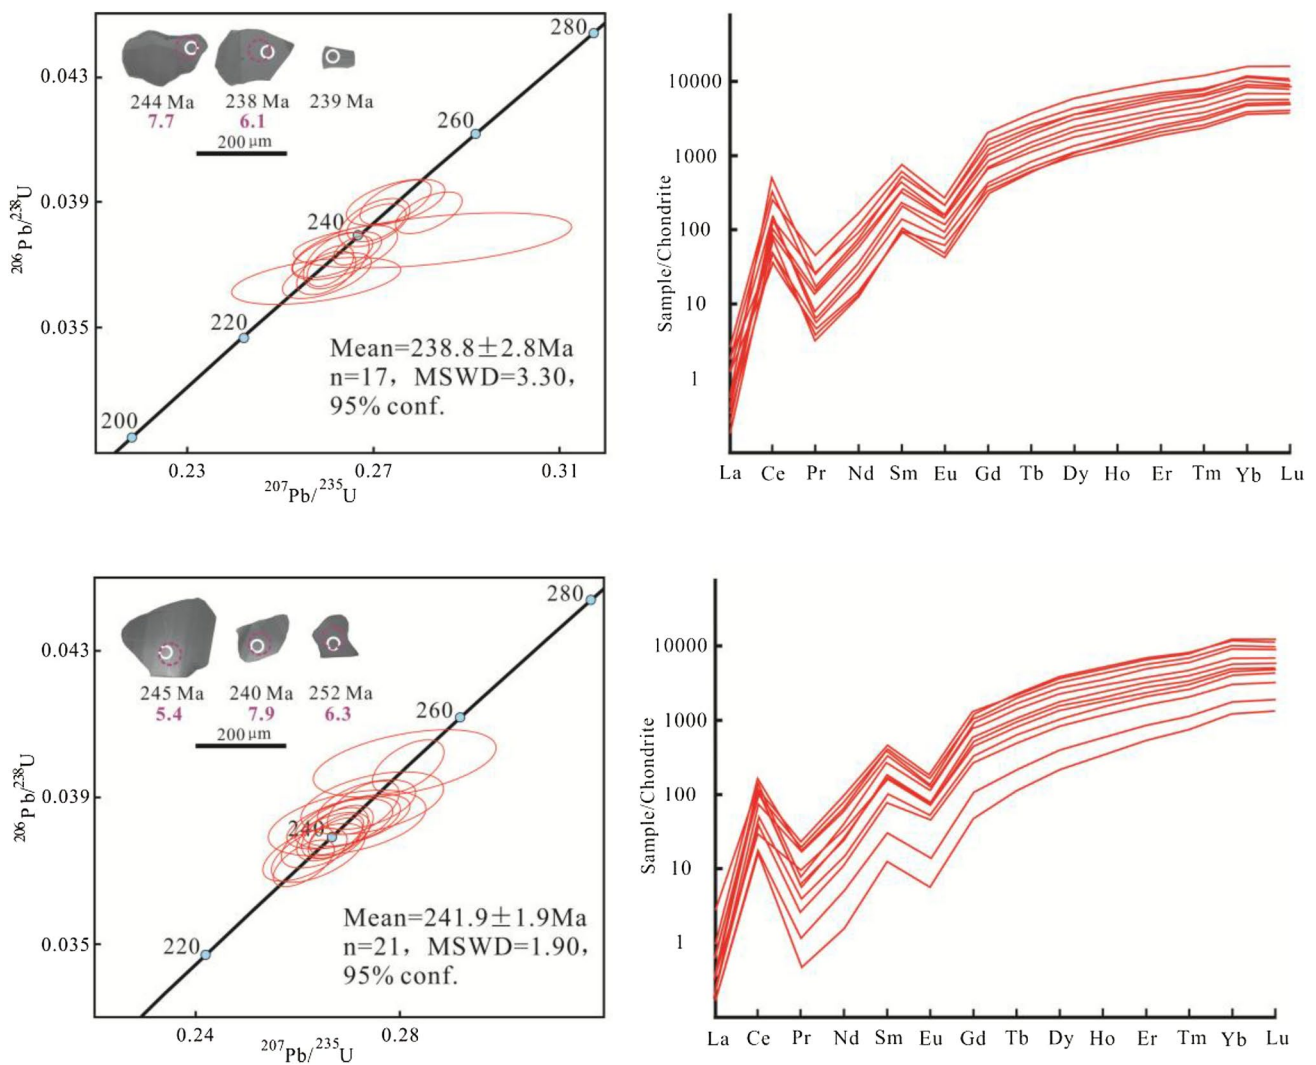 280
0.043
244 Ma 238 Ma 239 Ma
7.7 6.1
200 μm
260
0.039
240
220
0.035
Mean=238.8±2.8Ma
n=17, MSWD=3.30,
95% conf.
200
0.23 0.27 0.31
207Pb/235U
206Pb/238U
10000
1000
100
10
1
Sample/Chondrite
La Ce Pr Nd Sm Eu Gd Tb Dy Ho Er Tm Yb Lu
280
0.043
245 Ma 240 Ma 252 Ma
5.4 7.9 6.3
200 μm
260
0.039
240
220
0.035
Mean=241.9±1.9Ma
n=21, MSWD=1.90,
95% conf.
0.24 0.28
207Pb/235U
206Pb/238U
10000
1000
100
10
1
Sample/Chondrite
La Ce Pr Nd Sm Eu Gd Tb Dy Ho Er Tm Yb Lu